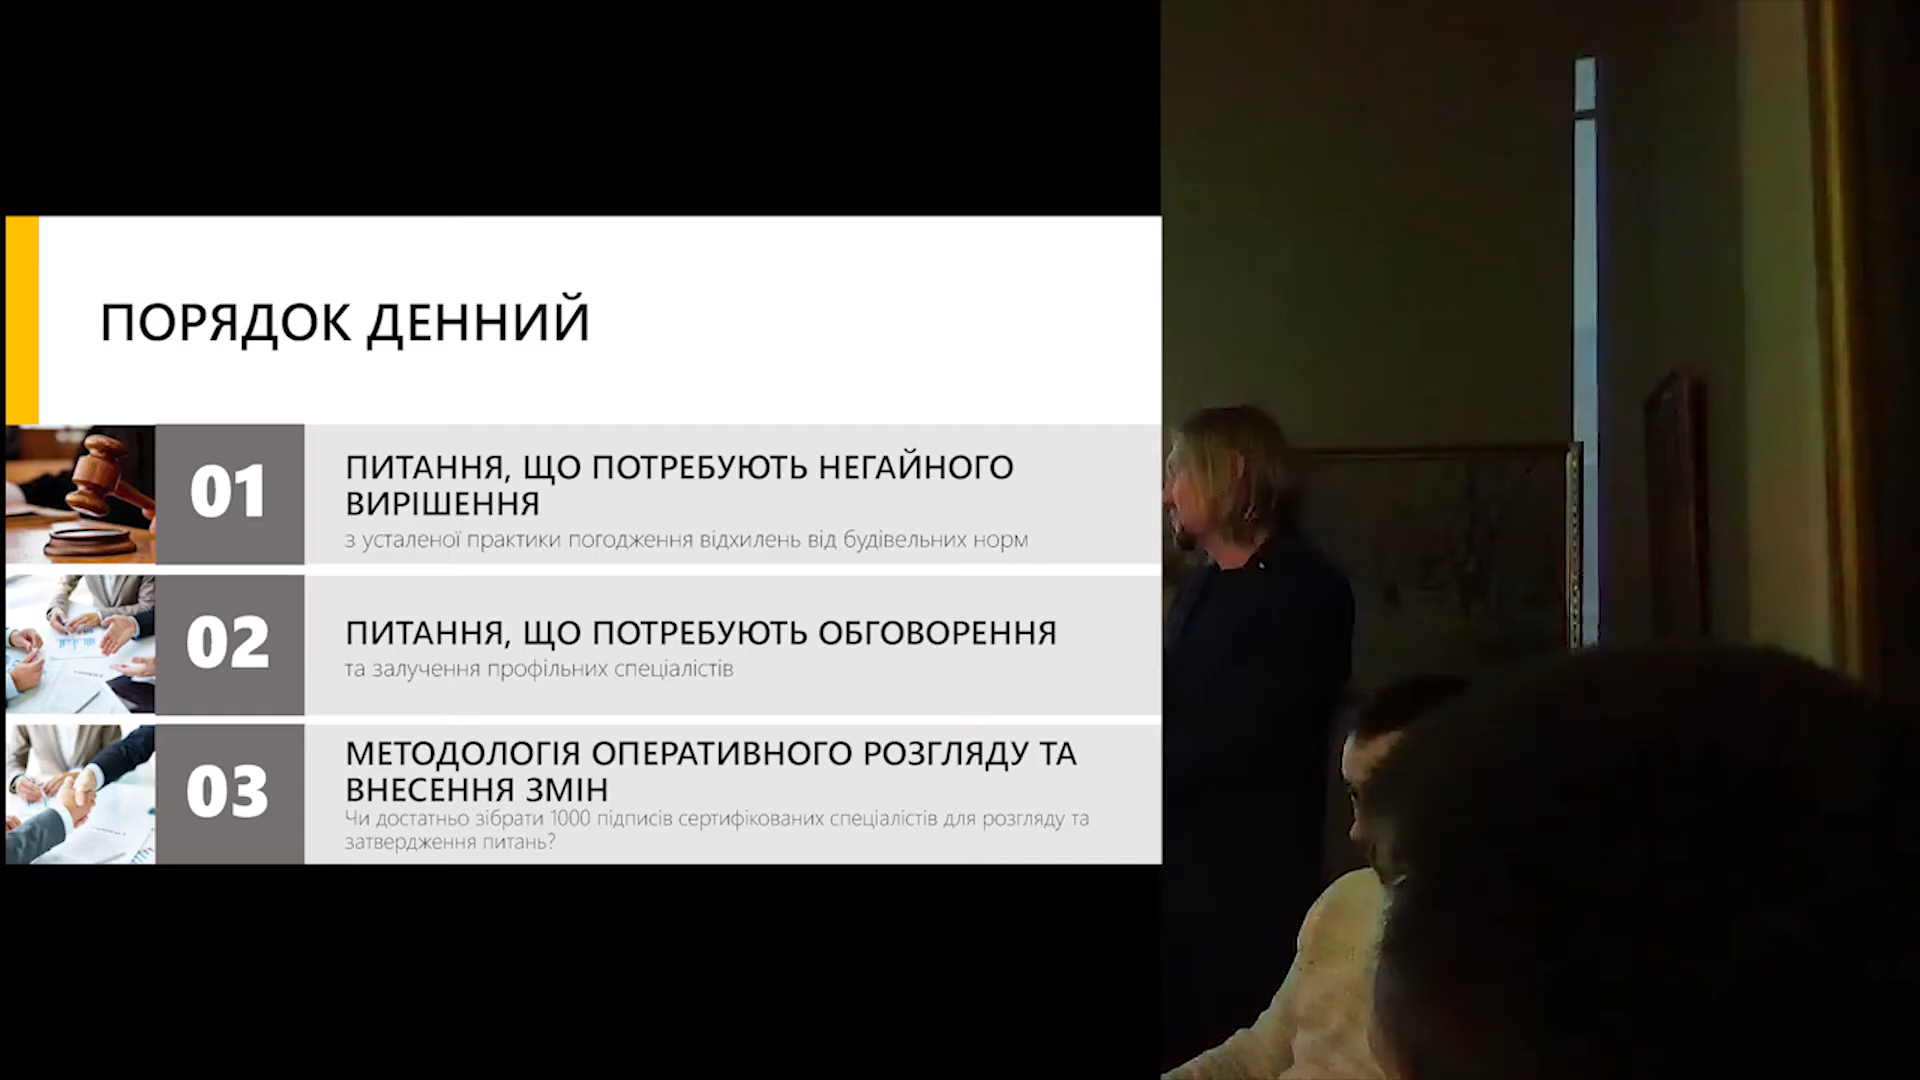 ПОРЯДОК ДЕННИЙ
01
ПИТАННЯ, ЩО ПОТРЕБУЮТЬ НЕГАЙНОГО
ВИРІШЕННЯ
з усталеної практики погодження відхилень від будівельних норм
02
ПИТАННЯ, ЩО ПОТРЕБУЮТЬ ОБГОВОРЕННЯ
та залучення профільних спеціалістів
03
МЕТОДОЛОГІЯ ОПЕРАТИВНОГО РОЗГЛЯДУ ТА
ВНЕСЕННЯ ЗМІН
Чи достатньо зібрати 1000 підписів сертифікованих спеціалістів для розгляду та
затвердження питань?